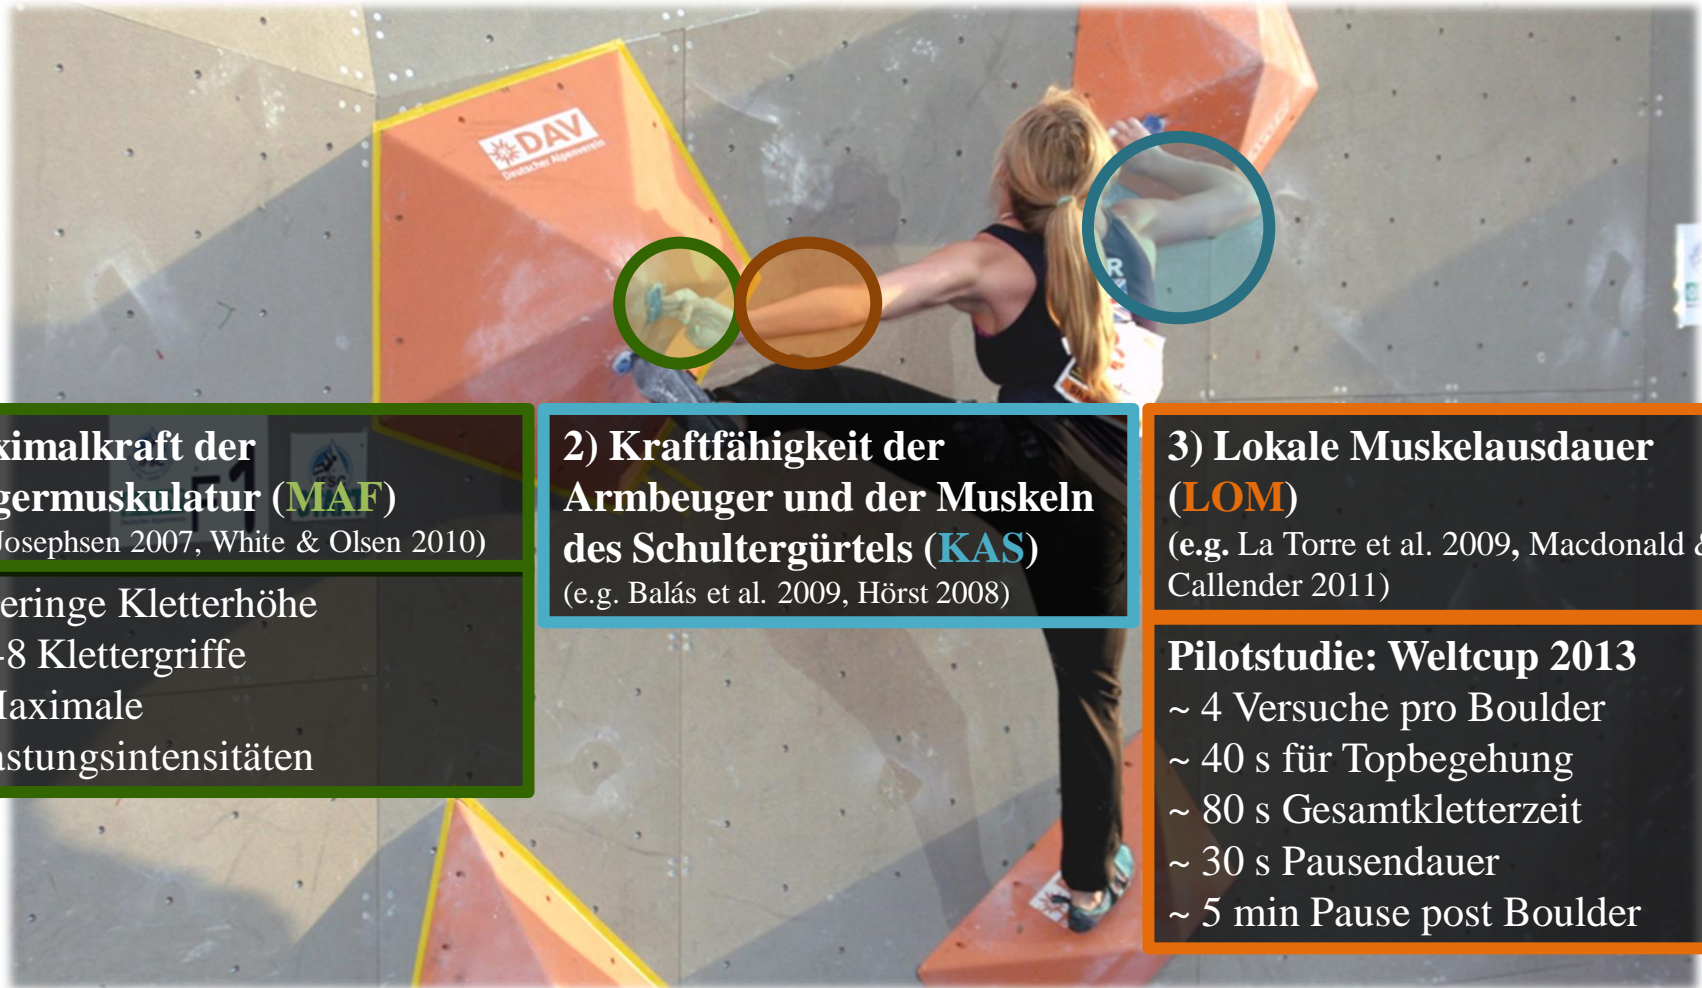 DAV
Deutscher Alpenverein
R
ximalkraft der
germuskulatur (MAF)
Josephsen 2007, White & Olsen 2010)
eringe Kletterhöhe
-8 Klettergriffe
Maximale
astungsintensitäten
2) Kraftfähigkeit der
Armbeuger und der Muskeln
des Schultergürtels (KAS)
(e.g. Balás et al. 2009, Hörst 2008)
3) Lokale Muskelausdauer
(LOM)
(e.g. La Torre et al. 2009, Macdonald &
Callender 2011)
Pilotstudie: Weltcup 2013
~ 4 Versuche pro Boulder
~ 40 s für Topbegehung
~ 80 s Gesamtkletterzeit
~ 30 s Pausendauer
~ 5 min Pause post Boulder